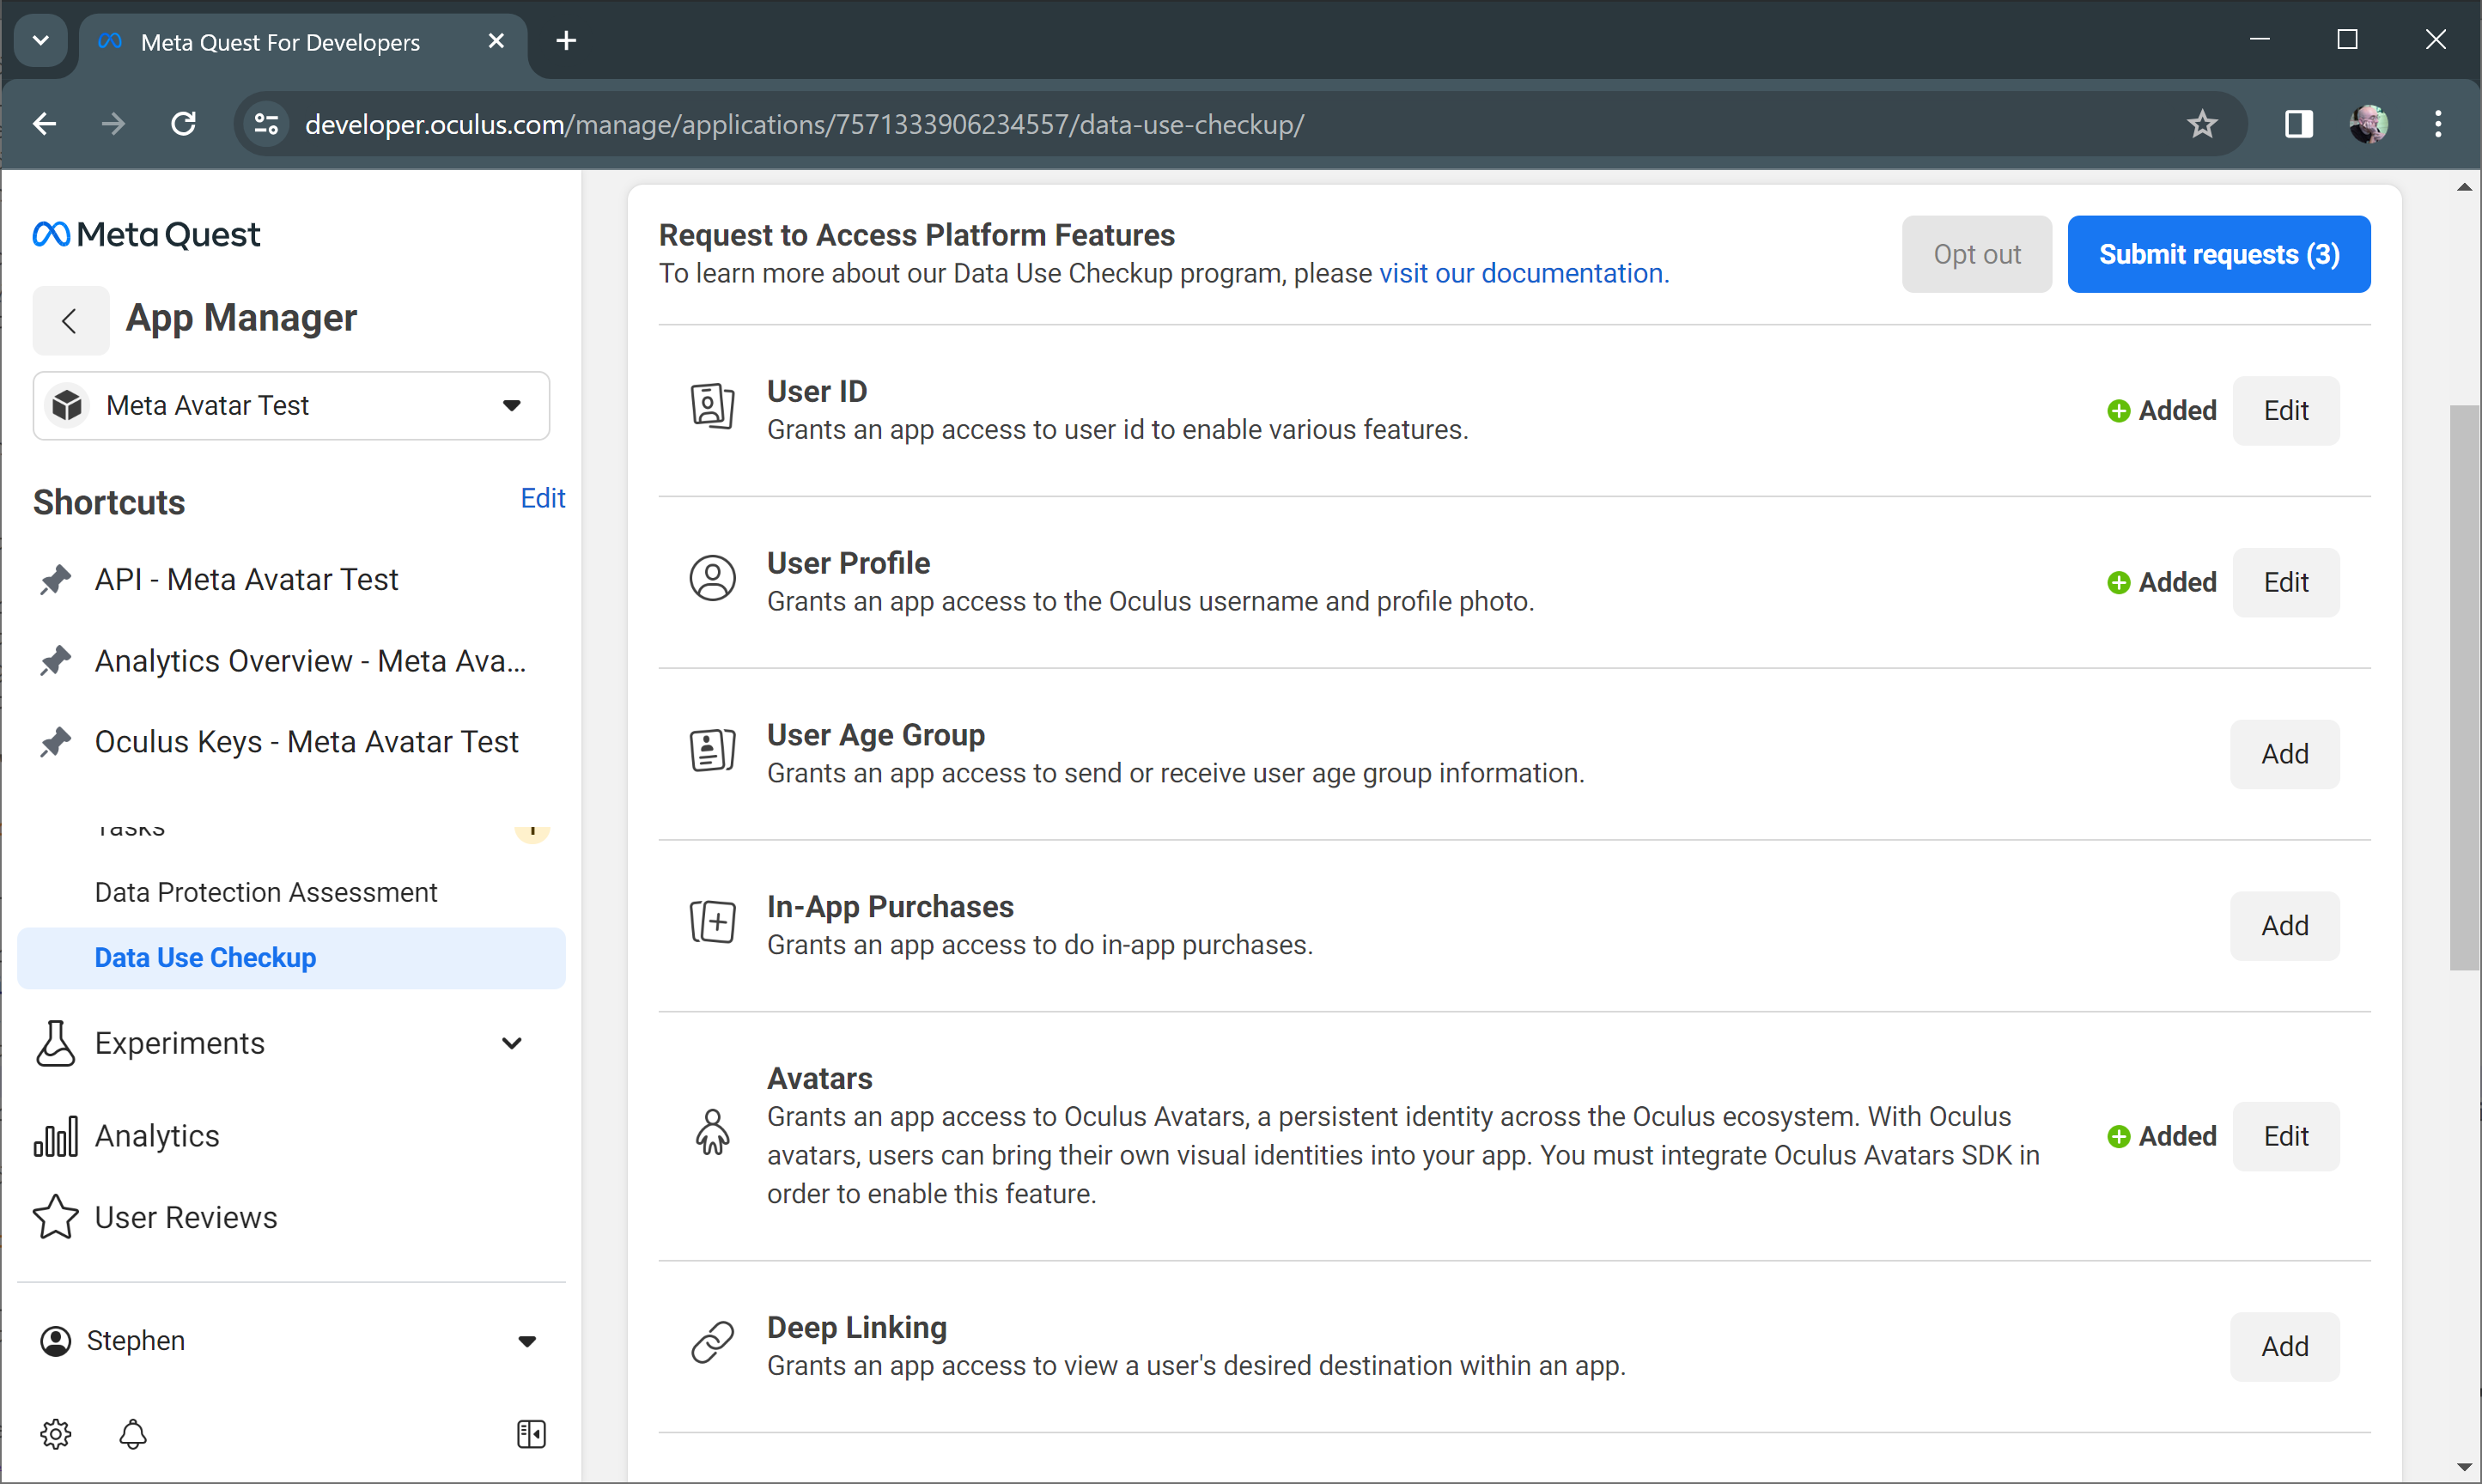 Meta Quest For Developers
developer.oculus.com/manage/applications/7571333906234557/data-use-checkup/
Meta Quest
App Manager
Meta Avatar Test
Shortcuts
Edit
API - Meta Avatar Test
Analytics Overview - Meta Ava...
Oculus Keys - Meta Avatar Test
Tasks
Data Protection Assessment
Data Use Checkup
Experiments
Analytics
User Reviews
Stephen
Request to Access Platform Features
To learn more about our Data Use Checkup program, please visit our documentation.
Opt out
Submit requests (3)
User ID
Grants an app access to user id to enable various features.
Added
Edit
User Profile
Grants an app access to the Oculus username and profile photo.
Added
Edit
User Age Group
Grants an app access to send or receive user age group information.
Add
In-App Purchases
Grants an app access to do in-app purchases.
Add
Avatars
Grants an app access to Oculus Avatars, a persistent identity across the Oculus ecosystem. With Oculus
avatars, users can bring their own visual identities into your app. You must integrate Oculus Avatars SDK in
order to enable this feature.
Added
Edit
Deep Linking
Grants an app access to view a user's desired destination within an app.
Add